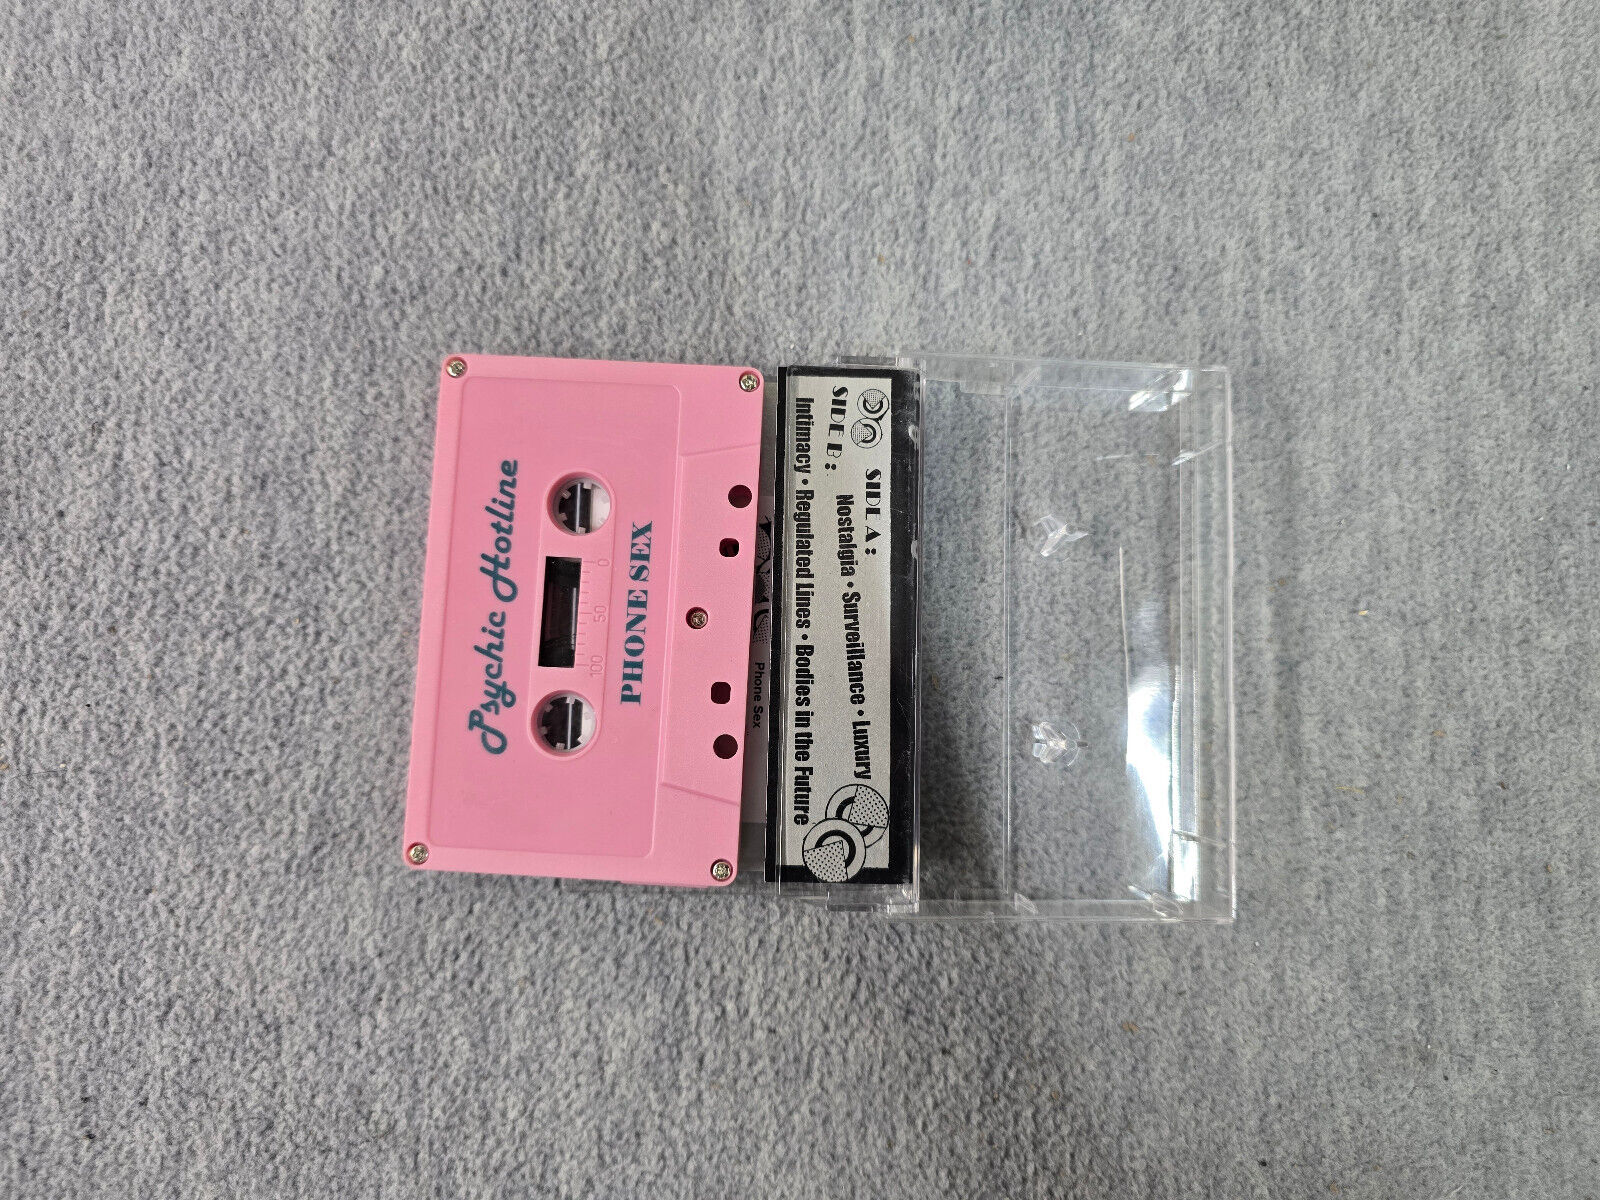 Psychic Hotline
0 50 100
PHONE SEX
Phone Sex
SIDE A:
Nostalgia • Surveillance • Luxury
SIDE B:
Intimacy • Regulated Lines • Bodies in the Future